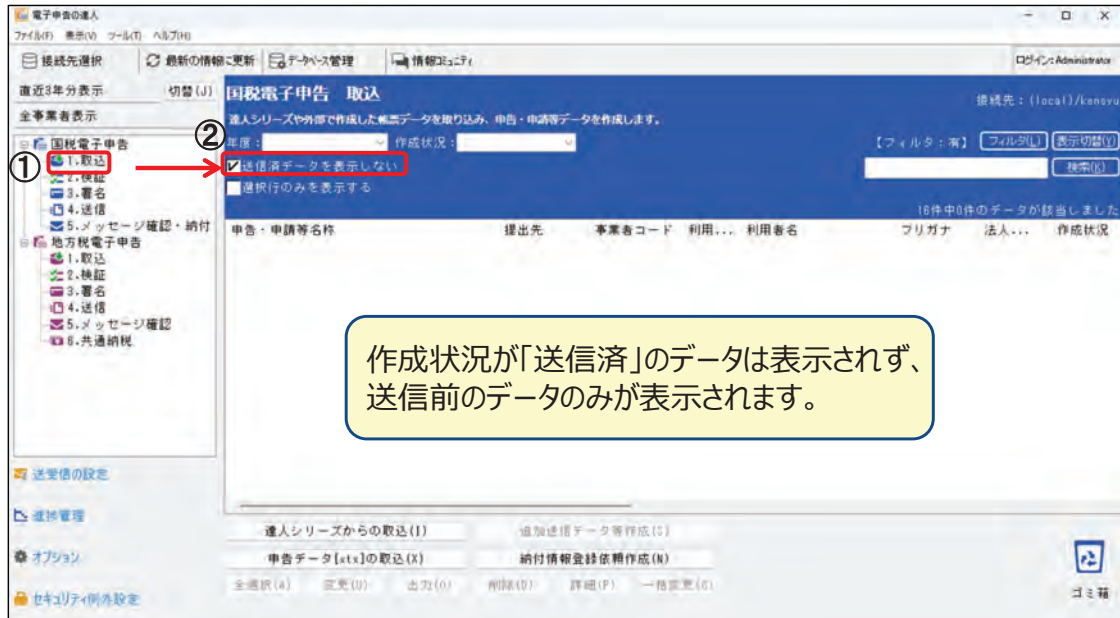 電子申告の達人
ファイル(F) 表示(V) ツール(T) ヘルプ(H)
接続先選択 最新の情報に更新 データベース管理 情報コミュニティ ログイン: Administrator
直近3年分表示 切替(J)
全事業者表示
国税電子申告
① 1.取込
2.検証
3.署名
4.送信
5.メッセージ確認・納付
地方税電子申告
1.取込
2.検証
3.署名
4.送信
5.メッセージ確認
6.共通納税
送受信の設定
進捗管理
オプション
セキュリティ例外設定
国税電子申告 取込
接続先:(local)/kensyu
達人シリーズや外部で作成した帳票データを取り込み、申告・申請等データを作成します。
② 年度: 作成状況: 【フィルタ:有】 フィルタ(L) 表示切替(Y)
送信済データを表示しない 検索(K)
選択行のみを表示する
16件中0件のデータが該当しました
申告・申請等名称 提出先 事業者コード 利用... 利用者名 フリガナ 法人... 作成状況
作成状況が「送信済」のデータは表示されず、
送信前のデータのみが表示されます。
達人シリーズからの取込(I) 追加送信データ等作成(S)
申告データ[xtx]の取込(X) 納付情報登録依頼作成(N)
全選択(A) 変更(U) 出力(O) 削除(D) 詳細(P) 一括変更(G)
ゴミ箱